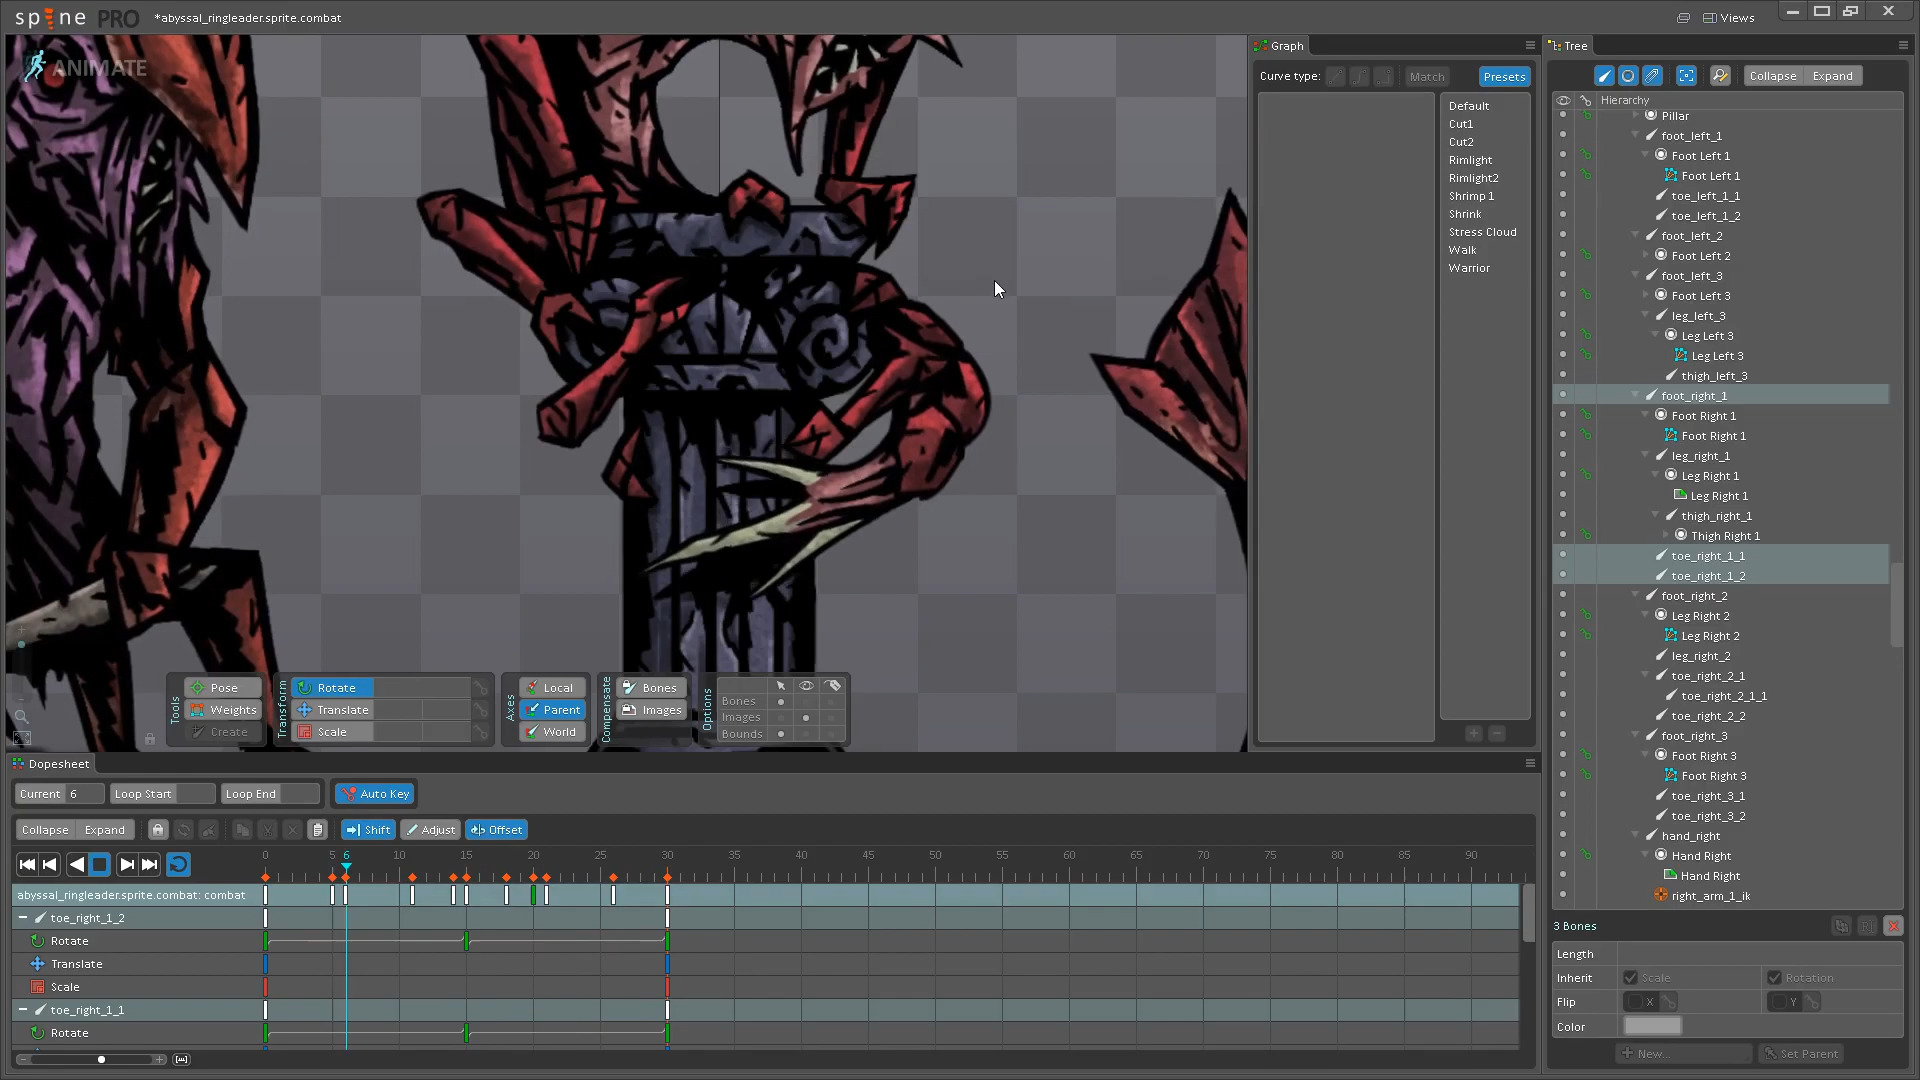 spine PRO *abyssal_ringleader.sprite.combat Views
ANIMATE
Graph
Curve type: Match Presets
Default
Cut1
Cut2
Rimlight
Rimlight2
Shrimp 1
Shrink
Stress Cloud
Walk
Warrior
Tree
Collapse Expand
Hierarchy
Pillar
foot_left_1
Foot Left 1
Foot Left 1
toe_left_1_1
toe_left_1_2
foot_left_2
Foot Left 2
foot_left_3
Foot Left 3
leg_left_3
Leg Left 3
Leg Left 3
thigh_left_3
foot_right_1
Foot Right 1
Foot Right 1
leg_right_1
Leg Right 1
Leg Right 1
thigh_right_1
Thigh Right 1
toe_right_1_1
toe_right_1_2
foot_right_2
Leg Right 2
Leg Right 2
leg_right_2
toe_right_2_1
toe_right_2_1_1
toe_right_2_2
foot_right_3
Foot Right 3
Foot Right 3
toe_right_3_1
toe_right_3_2
hand_right
Hand Right
Hand Right
right_arm_1_ik
3 Bones
Length
Inherit Scale Rotation
Flip X Y
Color
New... Set Parent
Tools
Pose
Weights
Create
Transform
Rotate
Translate
Scale
Axes
Local
Parent
World
Compensate
Bones
Images
Options
Bones
Images
Bounds
Dopesheet
Current 6 Loop Start Loop End Auto Key
Collapse Expand Shift Adjust Offset
0 5 6 10 15 20 25 30 35 40 45 50 55 60 65 70 75 80 85 90
abyssal_ringleader.sprite.combat: combat
toe_right_1_2
Rotate
Translate
Scale
toe_right_1_1
Rotate